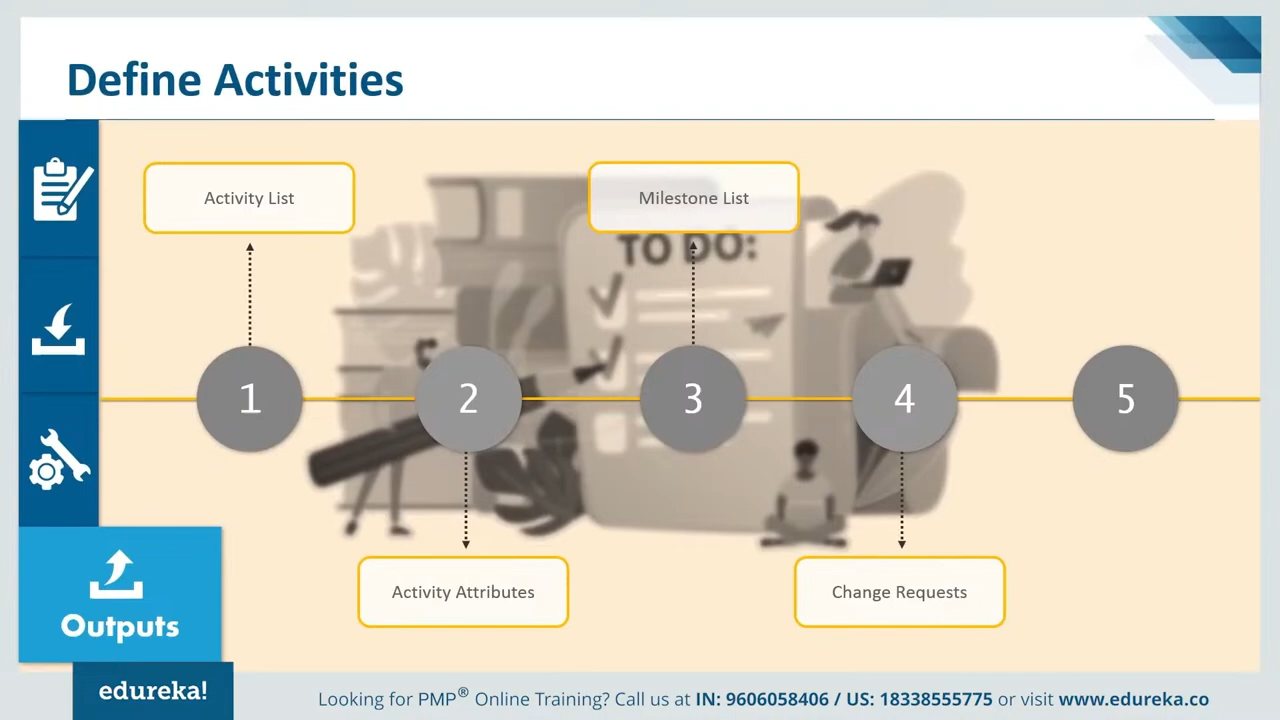 Define Activities
Activity List
Milestone List
TO DO:
1
2
3
4
5
Activity Attributes
Change Requests
Outputs
edureka!
Looking for PMP® Online Training? Call us at IN: 9606058406 / US: 18338555775 or visit www.edureka.co